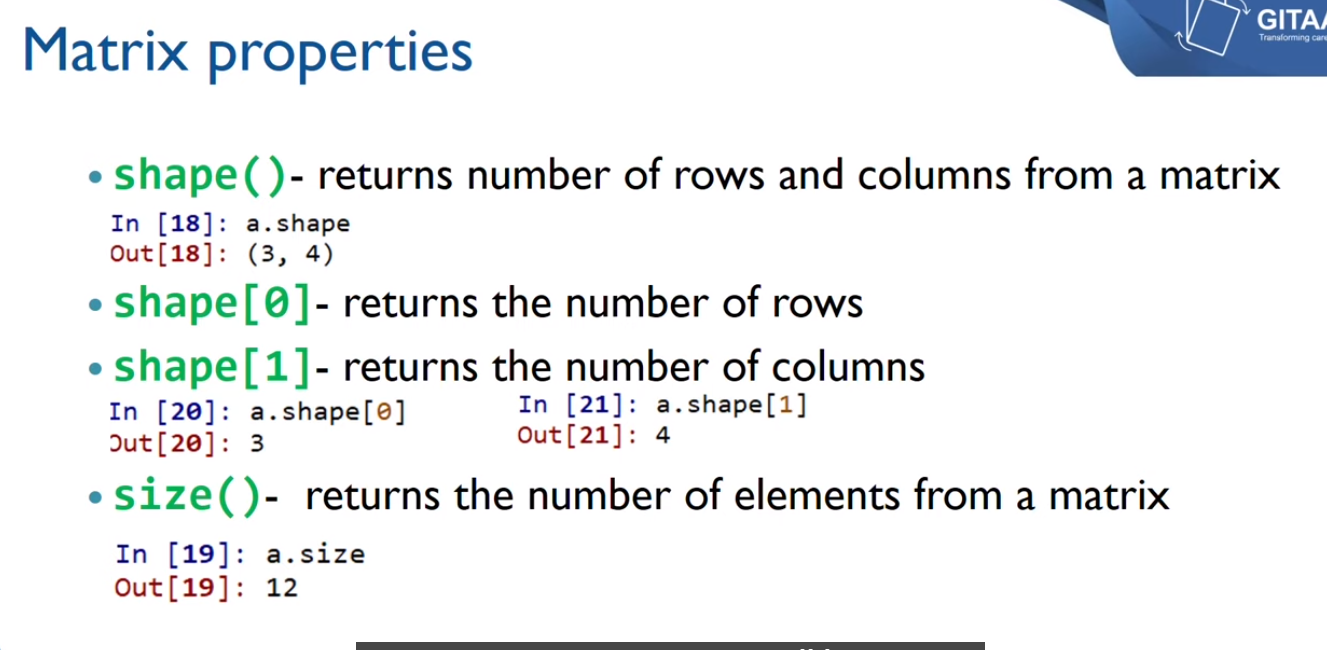 GITA
Transforming care
Matrix properties
• shape()- returns number of rows and columns from a matrix
In [18]: a.shape
Out[18]: (3, 4)
• shape[0]- returns the number of rows
• shape[1]- returns the number of columns
In [20]: a.shape[0]
Out[20]: 3
In [21]: a.shape[1]
Out[21]: 4
• size()- returns the number of elements from a matrix
In [19]: a.size
Out[19]: 12